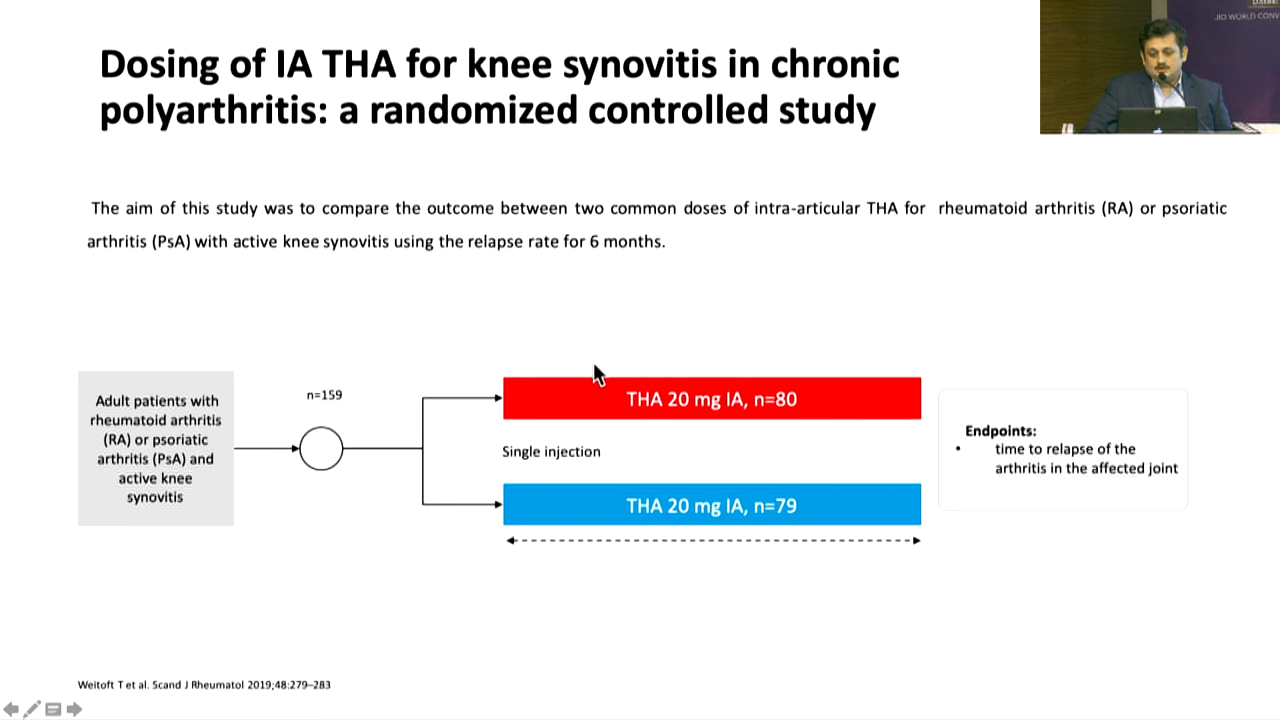 JIO WORLD CONV
Dosing of IA THA for knee synovitis in chronic
polyarthritis: a randomized controlled study
The aim of this study was to compare the outcome between two common doses of intra-articular THA for rheumatoid arthritis (RA) or psoriatic
arthritis (PsA) with active knee synovitis using the relapse rate for 6 months.
Adult patients with
rheumatoid arthritis
(RA) or psoriatic
arthritis (PsA) and
active knee
synovitis
n=159
THA 20 mg IA, n=80
Single injection
THA 20 mg IA, n=79
Endpoints:
• time to relapse of the
arthritis in the affected joint
Weitoft T et al. Scand J Rheumatol 2019;48:279–283